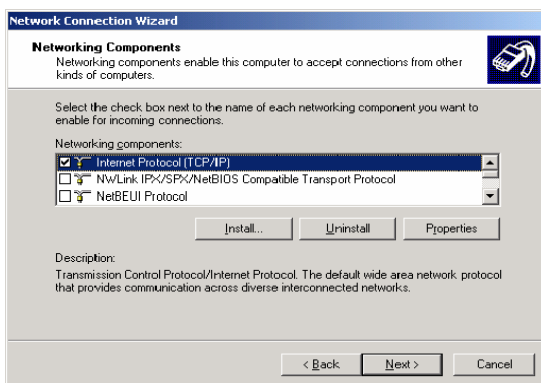 Network Connection Wizard
Networking Components
Networking components enable this computer to accept connections from other
kinds of computers.
Select the check box next to the name of each networking component you want to
enable for incoming connections.
Networking components:
Internet Protocol (TCP/IP)
NWLink IPX/SPX/NetBIOS Compatible Transport Protocol
NetBEUI Protocol
Install... Uninstall Properties
Description:
Transmission Control Protocol/Internet Protocol. The default wide area network protocol
that provides communication across diverse interconnected networks.
< Back Next > Cancel